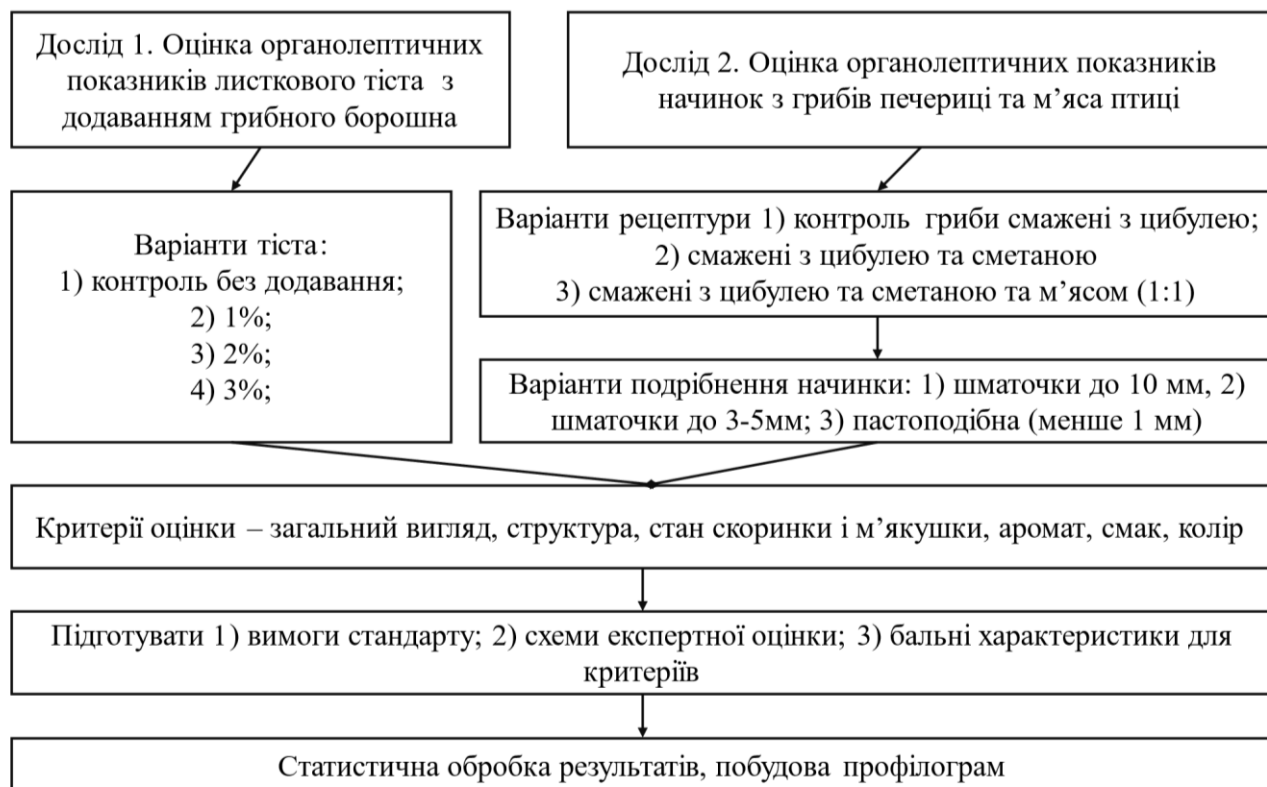 Дослід 1. Оцінка органолептичних
показників листкового тіста з
додаванням грибного борошна
Дослід 2. Оцінка органолептичних показників
начинок з грибів печериці та м’яса птиці
Варіанти тіста:
1) контроль без додавання;
2) 1%;
3) 2%;
4) 3%;
Варіанти рецептури 1) контроль гриби смажені з цибулею;
2) смажені з цибулею та сметаною
3) смажені з цибулею та сметаною та м’ясом (1:1)
Варіанти подрібнення начинки: 1) шматочки до 10 мм, 2)
шматочки до 3-5мм; 3) пастоподібна (менше 1 мм)
Критерії оцінки – загальний вигляд, структура, стан скоринки і м’якушки, аромат, смак, колір
Підготувати 1) вимоги стандарту; 2) схеми експертної оцінки; 3) бальні характеристики для
критеріїв
Статистична обробка результатів, побудова профілограм